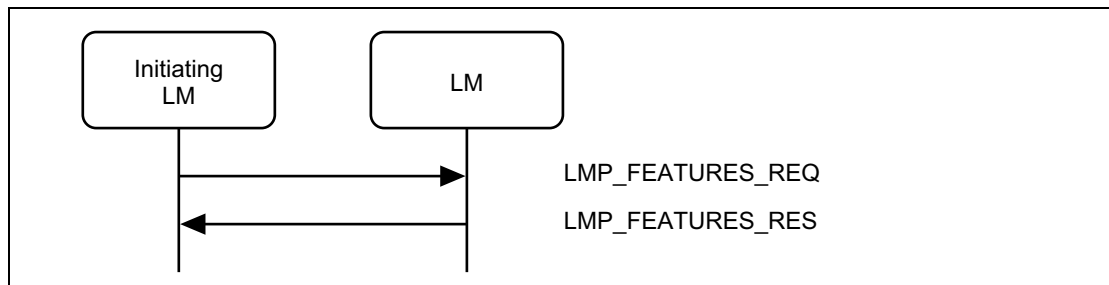 Initiating
LM
LM
LMP_FEATURES_REQ
LMP_FEATURES_RES